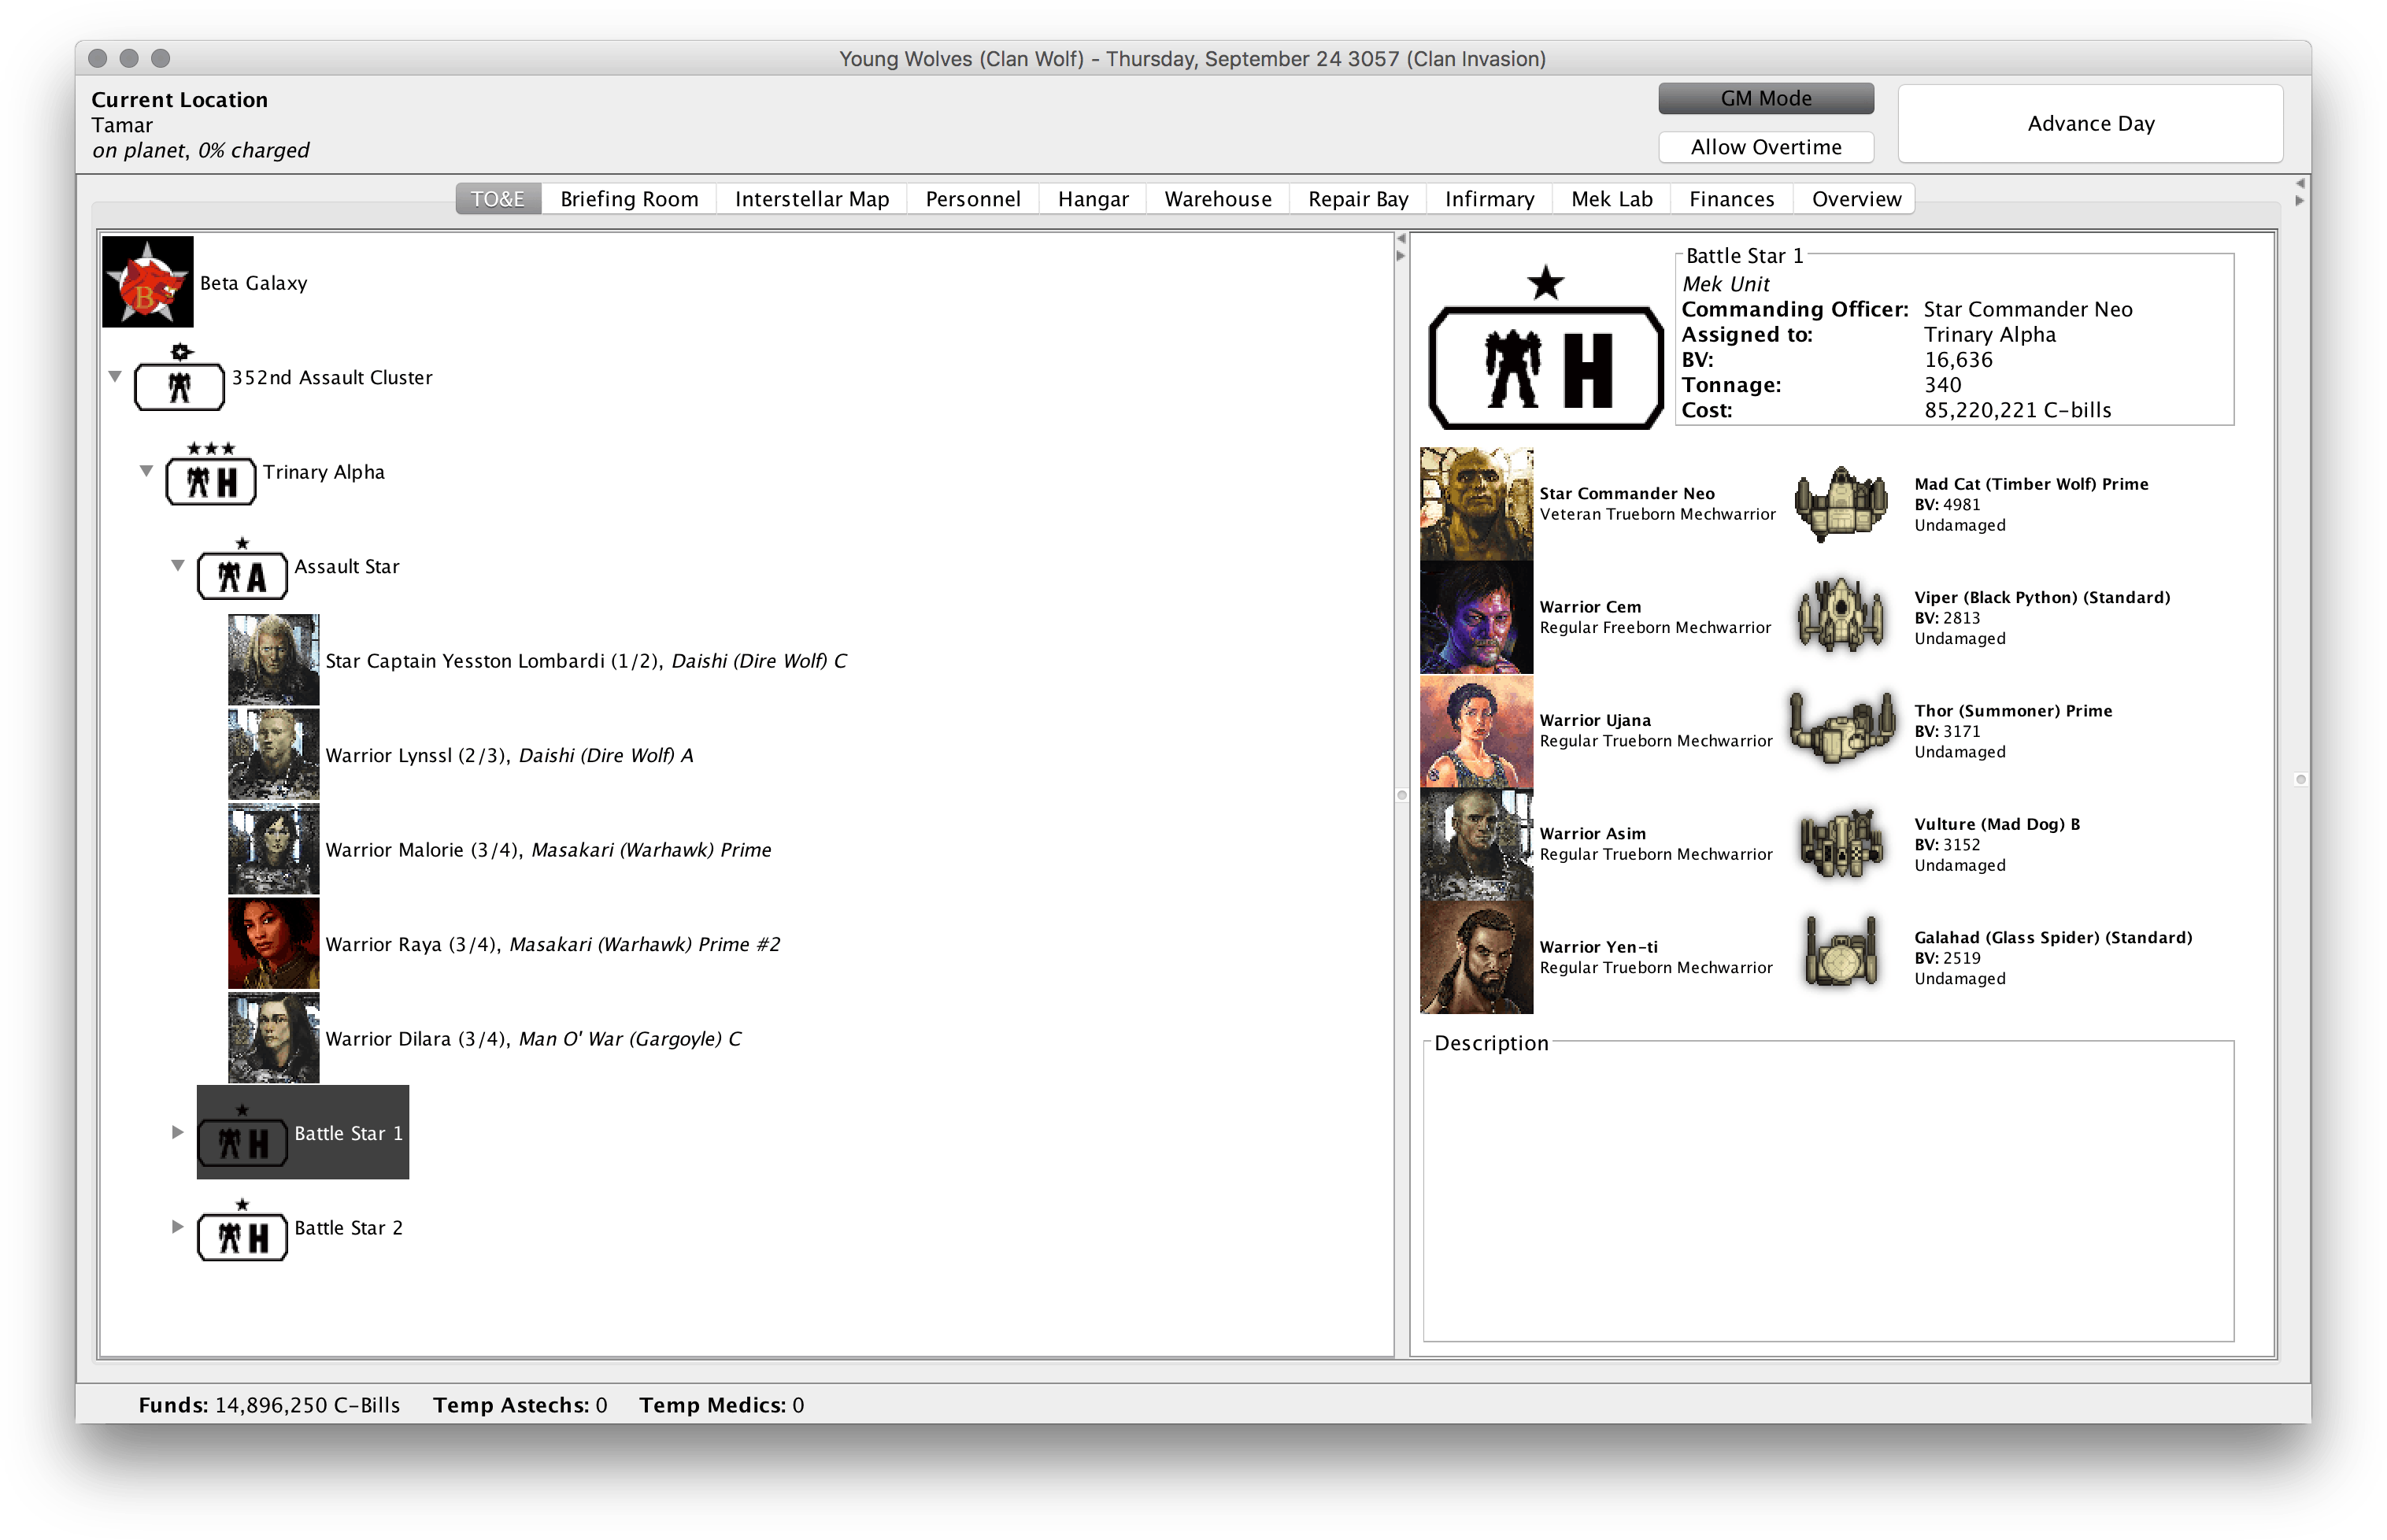 Young Wolves (Clan Wolf) - Thursday, September 24 3057 (Clan Invasion)
Current Location
Tamar
on planet, 0% charged
GM Mode
Allow Overtime
Advance Day
TO&E Briefing Room Interstellar Map Personnel Hangar Warehouse Repair Bay Infirmary Mek Lab Finances Overview
B
Beta Galaxy
352nd Assault Cluster
H
Trinary Alpha
A
Assault Star
Star Captain Yesston Lombardi (1/2), Daishi (Dire Wolf) C
Warrior Lynssl (2/3), Daishi (Dire Wolf) A
Warrior Malorie (3/4), Masakari (Warhawk) Prime
Warrior Raya (3/4), Masakari (Warhawk) Prime #2
Warrior Dilara (3/4), Man O' War (Gargoyle) C
H
Battle Star 1
H
Battle Star 2
H
Battle Star 1
Mek Unit
Commanding Officer: Star Commander Neo
Assigned to: Trinary Alpha
BV: 16,636
Tonnage: 340
Cost: 85,220,221 C-bills
Star Commander Neo
Veteran Trueborn Mechwarrior
Mad Cat (Timber Wolf) Prime
BV: 4981
Undamaged
Warrior Cem
Regular Freeborn Mechwarrior
Viper (Black Python) (Standard)
BV: 2813
Undamaged
Warrior Ujana
Regular Trueborn Mechwarrior
Thor (Summoner) Prime
BV: 3171
Undamaged
Warrior Asim
Regular Trueborn Mechwarrior
Vulture (Mad Dog) B
BV: 3152
Undamaged
Warrior Yen-ti
Regular Trueborn Mechwarrior
Galahad (Glass Spider) (Standard)
BV: 2519
Undamaged
Description
Funds: 14,896,250 C-Bills Temp Astechs: 0 Temp Medics: 0